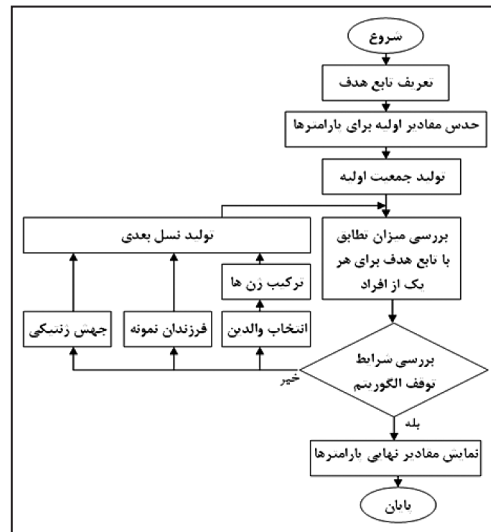 شروع
تعریف تابع هدف
حدس مقادیر اولیه برای پارامترها
تولید جمعیت اولیه
بررسی میزان تطابق
با تابع هدف برای هر
یک از افراد
تولید نسل بعدی
ترکیب ژن ها
جهش ژنتیکی
فرزندان نمونه
انتخاب والدین
بررسی شرایط
توقف الگوریتم
خیر
بله
نمایش مقادیر نهایی پارامترها
پایان